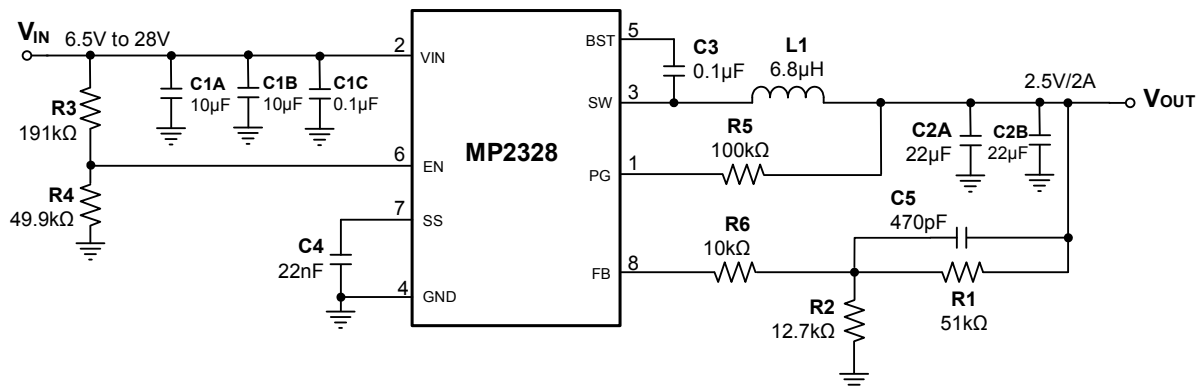 VIN 6.5V to 28V
R3
191kΩ
R4
49.9kΩ
C1A
10µF
C1B
10µF
C1C
0.1µF
C4
22nF
2
VIN
6
EN
7
SS
4
GND
MP2328
BST
5
SW
3
PG
1
FB
8
C3
0.1µF
L1
6.8µH
R5
100kΩ
R6
10kΩ
C5
470pF
R2
12.7kΩ
R1
51kΩ
C2A
22µF
C2B
22µF
2.5V/2A
VOUT